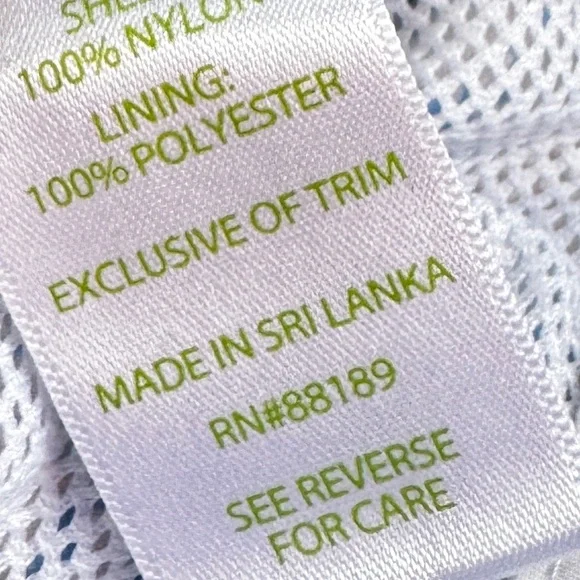 100% NYLON
LINING:
100% POLYESTER
EXCLUSIVE OF TRIM
MADE IN SRI LANKA
RN#88189
SEE REVERSE
FOR CARE